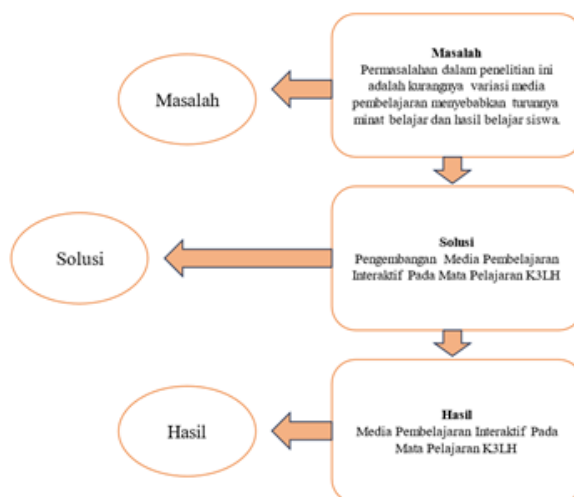 Masalah
Masalah
Permasalahan dalam penelitian ini
adalah kurangnya variasi media
pembelajaran menyebabkan turunnya
minat belajar dan hasil belajar siswa.
Solusi
Solusi
Pengembangan Media Pembelajaran
Interaktif Pada Mata Pelajaran K3LH
Hasil
Hasil
Media Pembelajaran Interaktif Pada
Mata Pelajaran K3LH